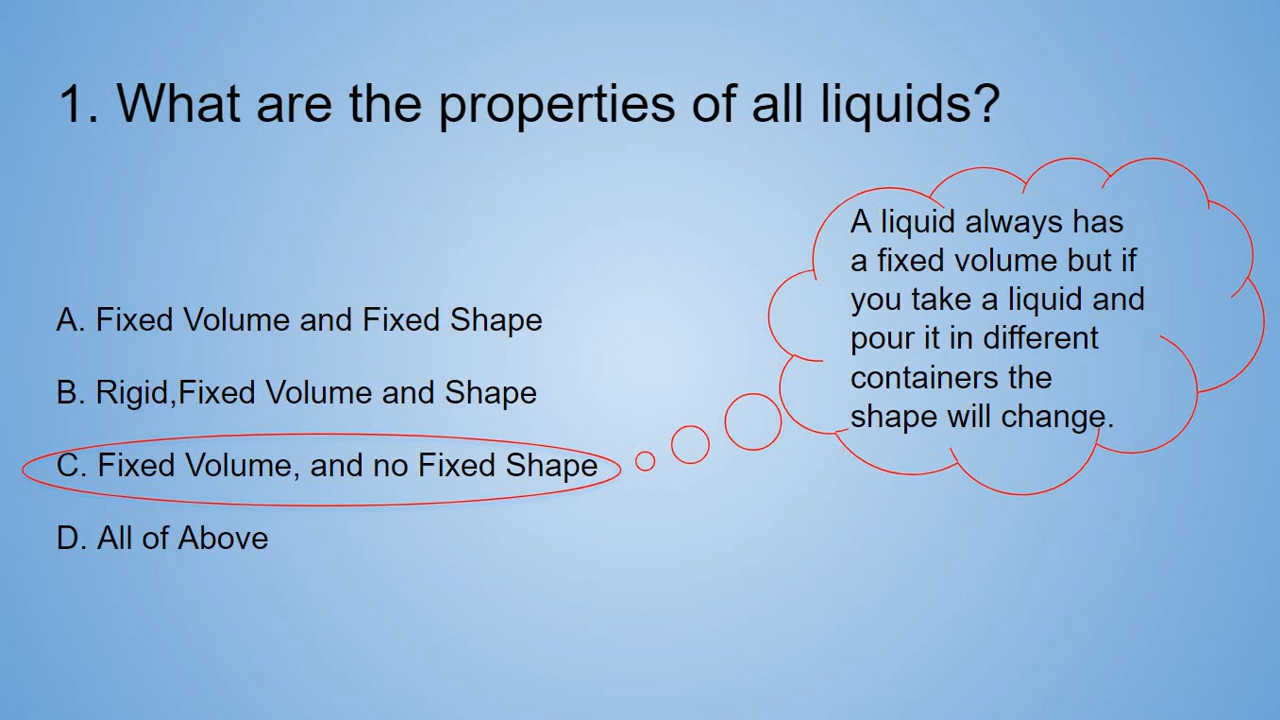 1. What are the properties of all liquids?
A. Fixed Volume and Fixed Shape
B. Rigid,Fixed Volume and Shape
C. Fixed Volume, and no Fixed Shape
D. All of Above
A liquid always has
a fixed volume but if
you take a liquid and
pour it in different
containers the
shape will change.